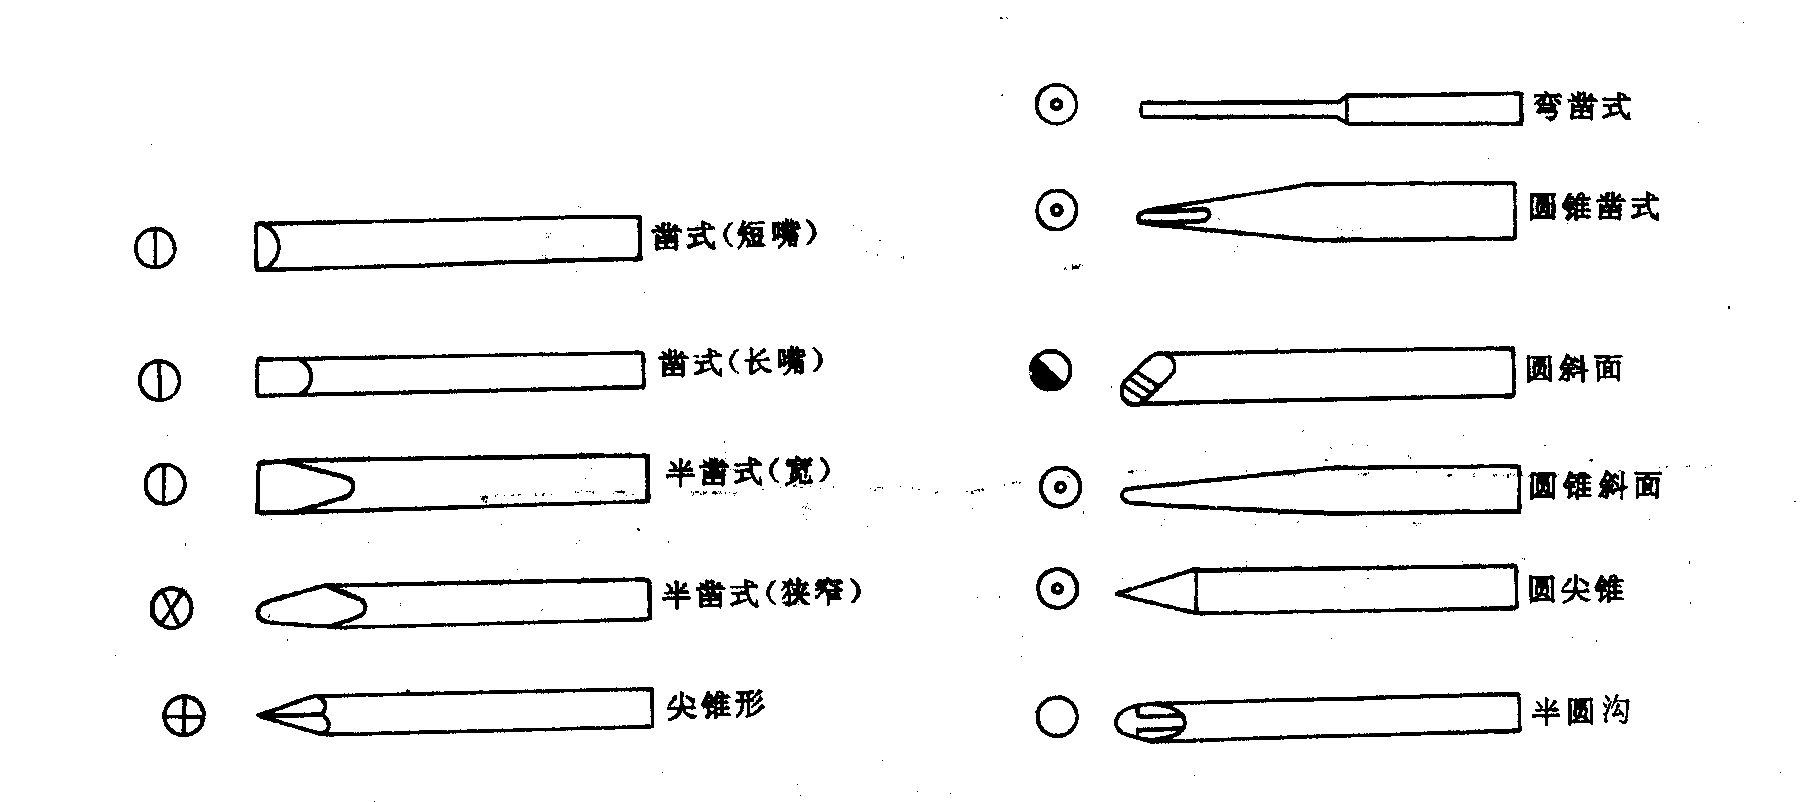 凿式(短嘴)
凿式(长嘴)
半凿式(宽)
半凿式(狭窄)
尖锥形
弯凿式
圆锥凿式
圆斜面
圆锥斜面
圆尖锥
半圆沟